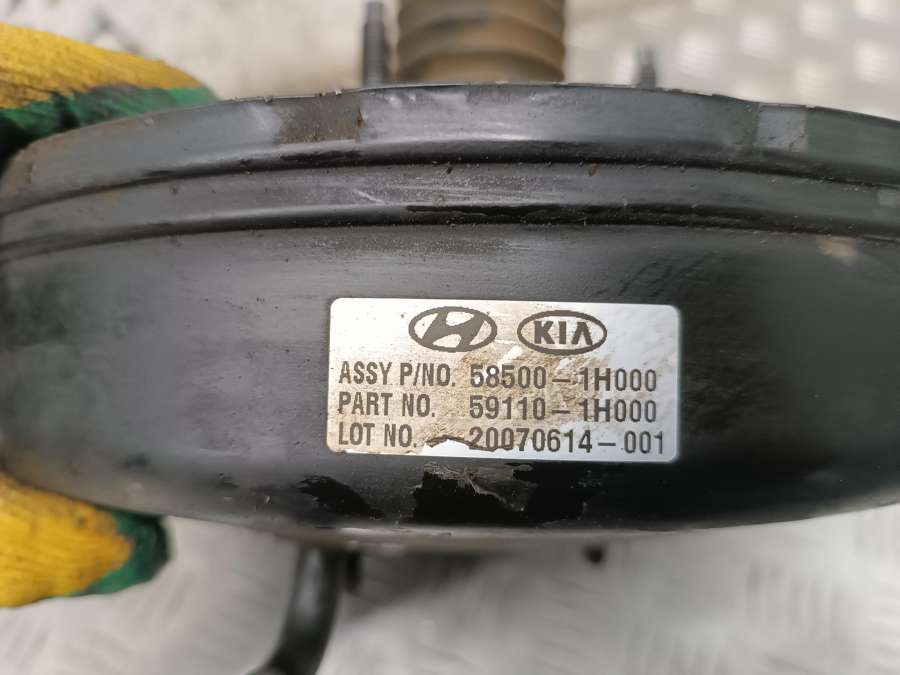 H KIA
ASSY P/NO. 58500-1H000
PART NO. 59110-1H000
LOT NO. 20070614-001